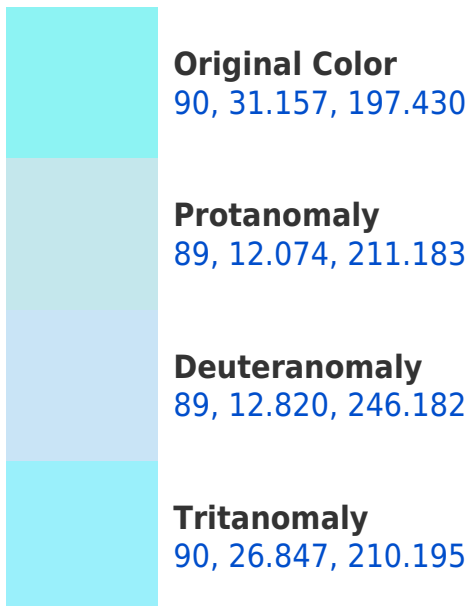 Original Color
90, 31.157, 197.430
Protanomaly
89, 12.074, 211.183
Deuteranomaly
89, 12.820, 246.182
Tritanomaly
90, 26.847, 210.195